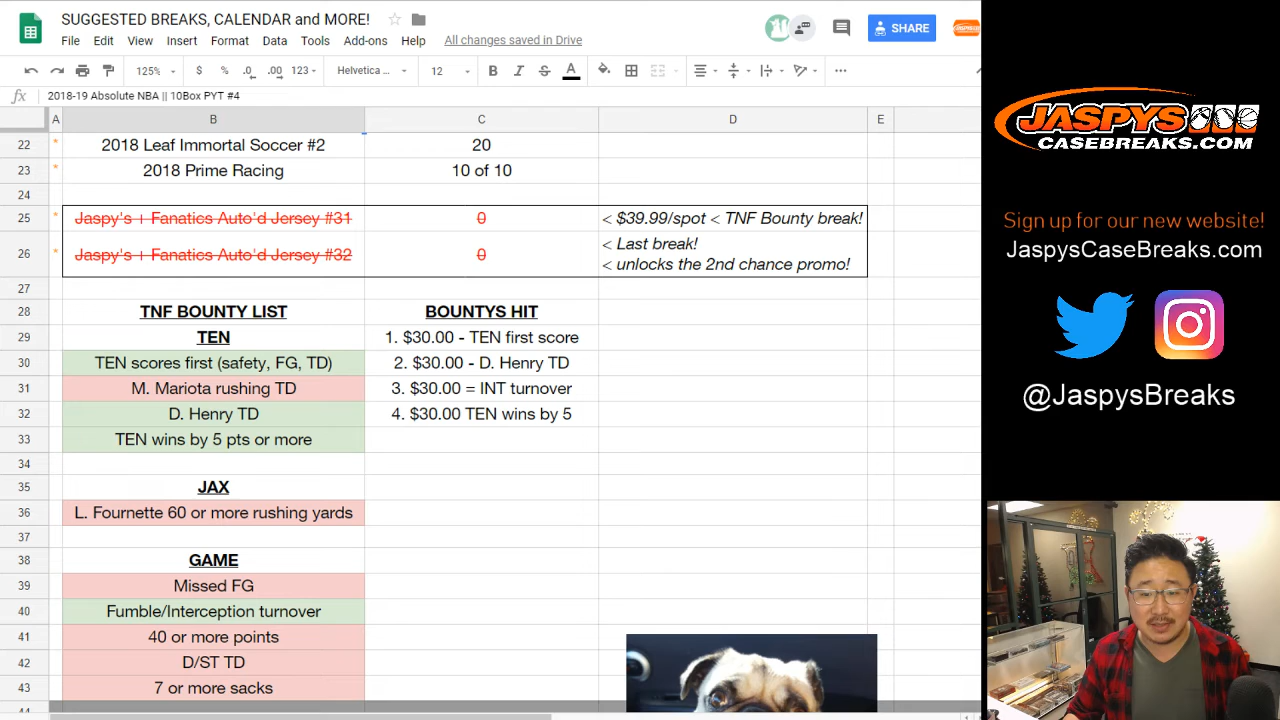 SUGGESTED BREAKS, CALENDAR and MORE!
File Edit View Insert Format Data Tools Add-ons Help All changes saved in Drive
SHARE
125% $ % .0 .00 123 Helvetica ... 12 B I S A
fx 2018-19 Absolute NBA || 10Box PYT #4
A B C D E
22 * 2018 Leaf Immortal Soccer #2 20
23 * 2018 Prime Racing 10 of 10
24
25 * Jaspy's + Fanatics Auto'd Jersey #31 0 < $39.99/spot < TNF Bounty break!
26 * Jaspy's + Fanatics Auto'd Jersey #32 0 < Last break!
< unlocks the 2nd chance promo!
27
28 TNF BOUNTY LIST BOUNTYS HIT
29 TEN 1. $30.00 - TEN first score
30 TEN scores first (safety, FG, TD) 2. $30.00 - D. Henry TD
31 M. Mariota rushing TD 3. $30.00 = INT turnover
32 D. Henry TD 4. $30.00 TEN wins by 5
33 TEN wins by 5 pts or more
34
35 JAX
36 L. Fournette 60 or more rushing yards
37
38 GAME
39 Missed FG
40 Fumble/Interception turnover
41 40 or more points
42 D/ST TD
43 7 or more sacks
JASPYS
CASEBREAKS.COM
Sign up for our new website!
JaspysCaseBreaks.com
@JaspysBreaks